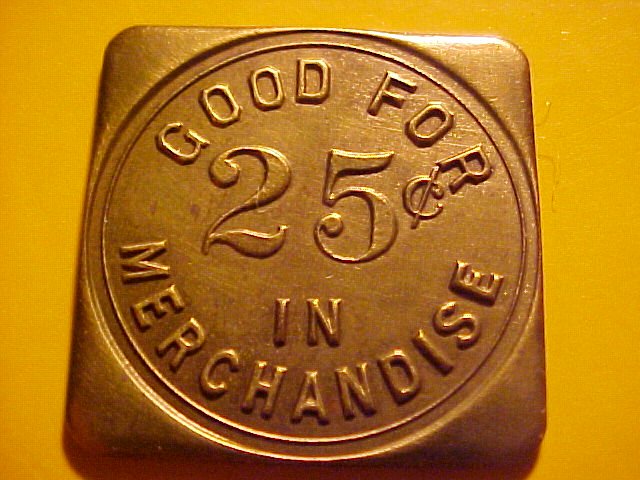 GOOD FOR
25¢
IN
MERCHANDISE